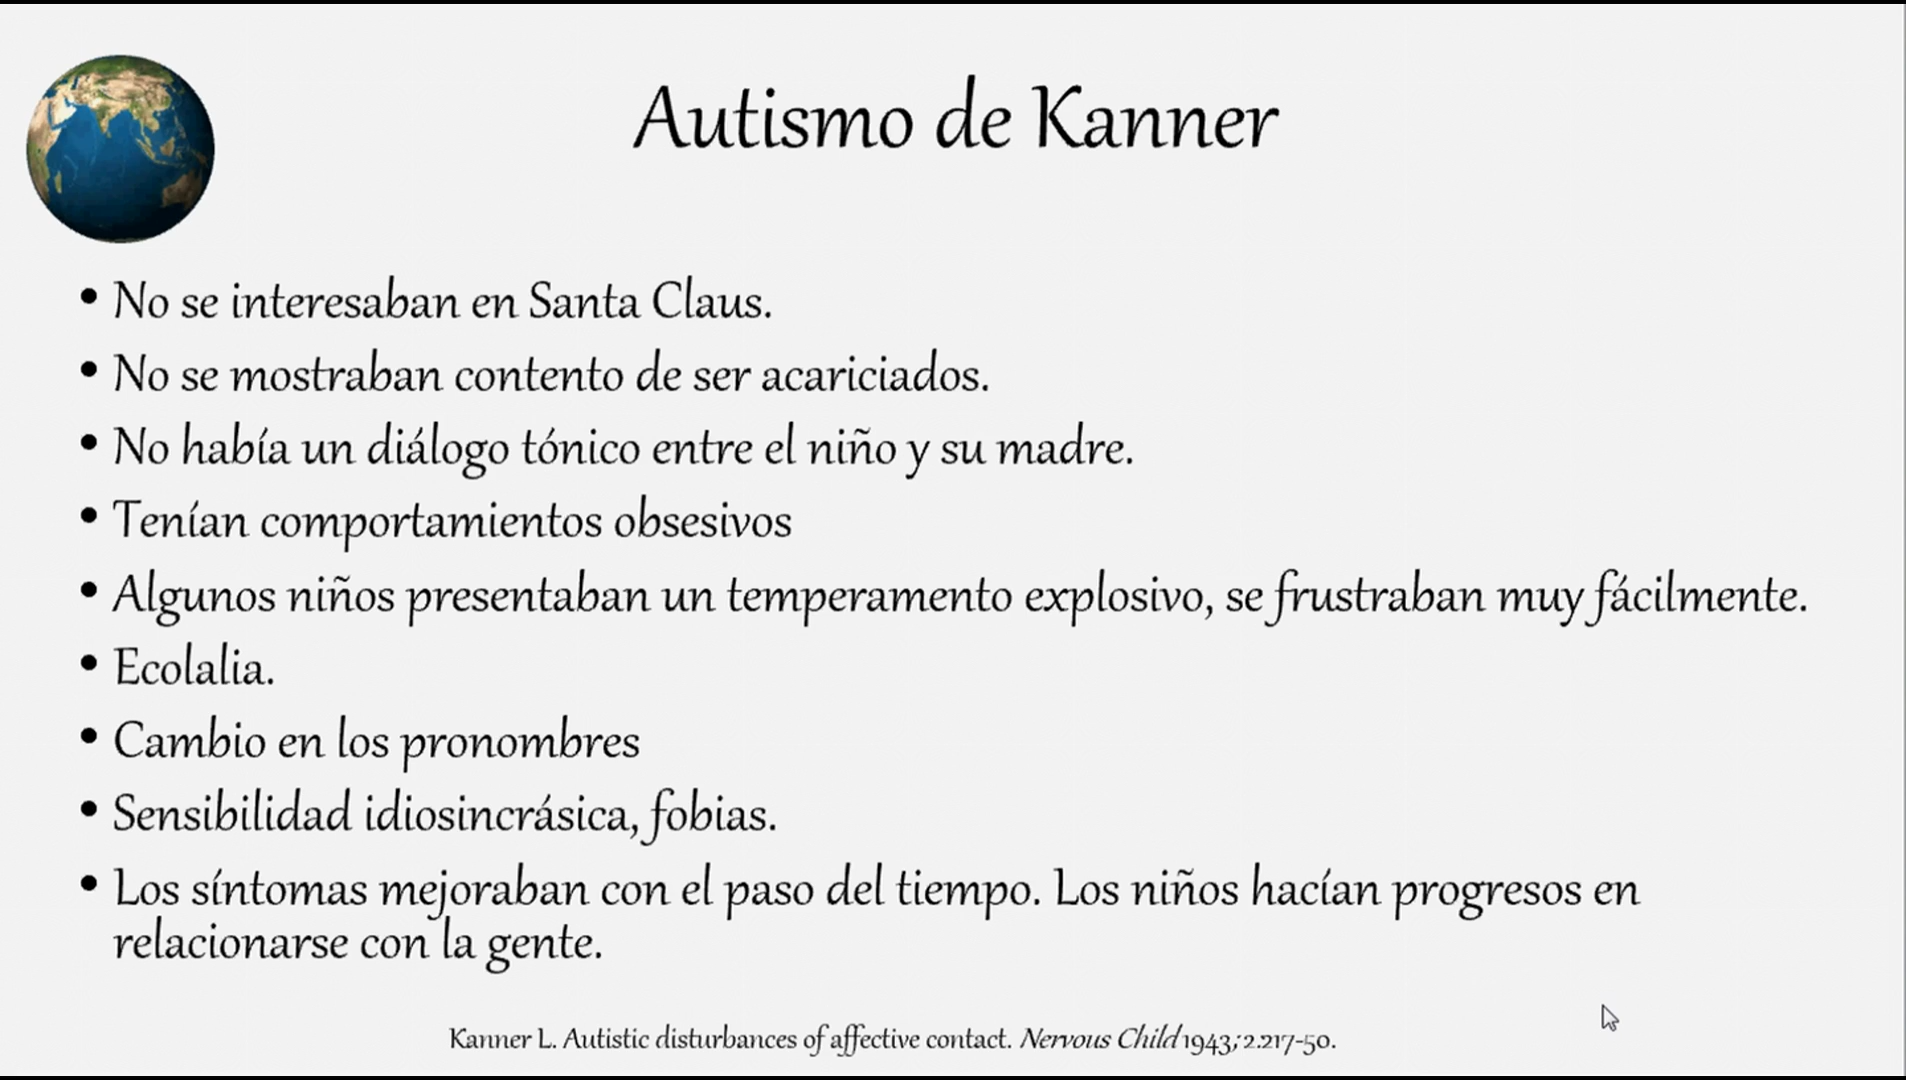 Autismo de Kanner
• No se interesaban en Santa Claus.
• No se mostraban contento de ser acariciados.
• No había un diálogo tónico entre el niño y su madre.
• Tenían comportamientos obsesivos
• Algunos niños presentaban un temperamento explosivo, se frustraban muy fácilmente.
• Ecolalia.
• Cambio en los pronombres
• Sensibilidad idiosincrásica, fobias.
• Los síntomas mejoraban con el paso del tiempo. Los niños hacían progresos en
relacionarse con la gente.
Kanner L. Autistic disturbances of affective contact. Nervous Child 1943; 2.217-50.